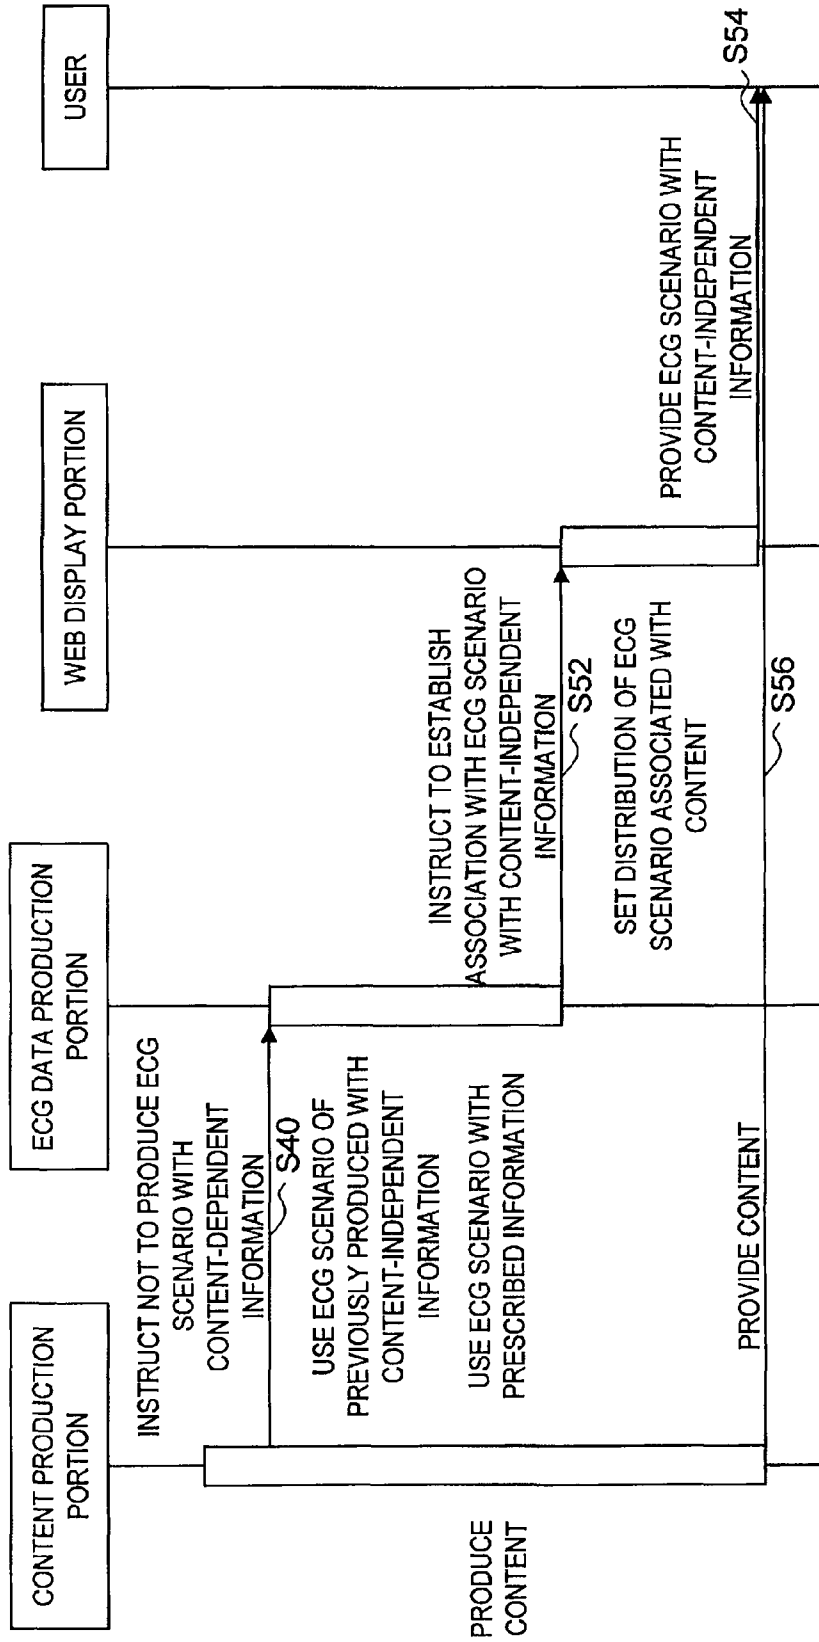 CONTENT PRODUCTION
PORTION
ECG DATA PRODUCTION
PORTION
WEB DISPLAY PORTION
USER
PRODUCE
CONTENT
INSTRUCT NOT TO PRODUCE ECG
SCENARIO WITH
CONTENT-DEPENDENT
INFORMATION
S40
USE ECG SCENARIO OF
PREVIOUSLY PRODUCED WITH
CONTENT-INDEPENDENT
INFORMATION
USE ECG SCENARIO WITH
PRESCRIBED INFORMATION
INSTRUCT TO ESTABLISH
ASSOCIATION WITH ECG SCENARIO
WITH CONTENT-INDEPENDENT
INFORMATION
S52
SET DISTRIBUTION OF ECG
SCENARIO ASSOCIATED WITH
CONTENT
PROVIDE ECG SCENARIO WITH
CONTENT-INDEPENDENT
INFORMATION
S54
PROVIDE CONTENT
S56